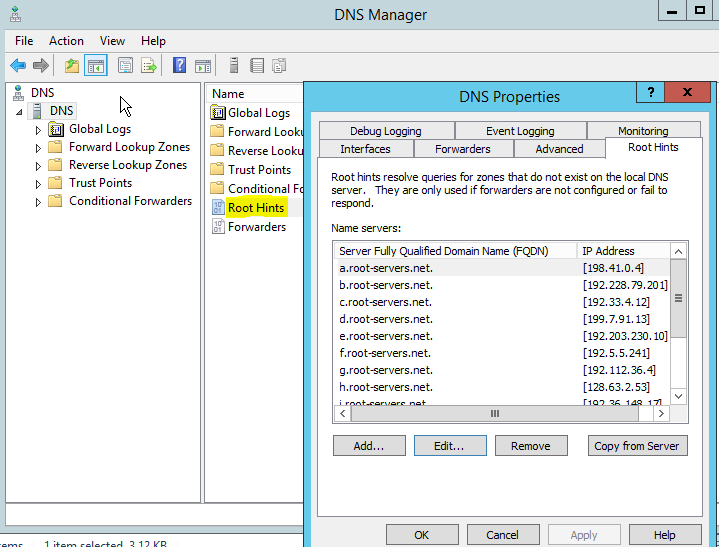 DNS Manager
File Action View Help
DNS
DNS
Global Logs
Forward Lookup Zones
Reverse Lookup Zones
Trust Points
Conditional Forwarders
Name
Global Logs
Forward Looku
Reverse Looku
Trust Points
Conditional Fo
Root Hints
Forwarders
DNS Properties
? X
Debug Logging Event Logging Monitoring
Interfaces Forwarders Advanced Root Hints
Root hints resolve queries for zones that do not exist on the local DNS
server. They are only used if forwarders are not configured or fail to
respond.
Name servers:
Server Fully Qualified Domain Name (FQDN) IP Address
a.root-servers.net. [198.41.0.4]
b.root-servers.net. [192.228.79.201]
c.root-servers.net. [192.33.4.12]
d.root-servers.net. [199.7.91.13]
e.root-servers.net. [192.203.230.10]
f.root-servers.net. [192.5.5.241]
g.root-servers.net. [192.112.36.4]
h.root-servers.net. [128.63.2.53]
i.root-servers.net. [192.36.148.17]
Add... Edit... Remove Copy from Server
OK Cancel Apply Help
ems 1 item selected 3.12 KB